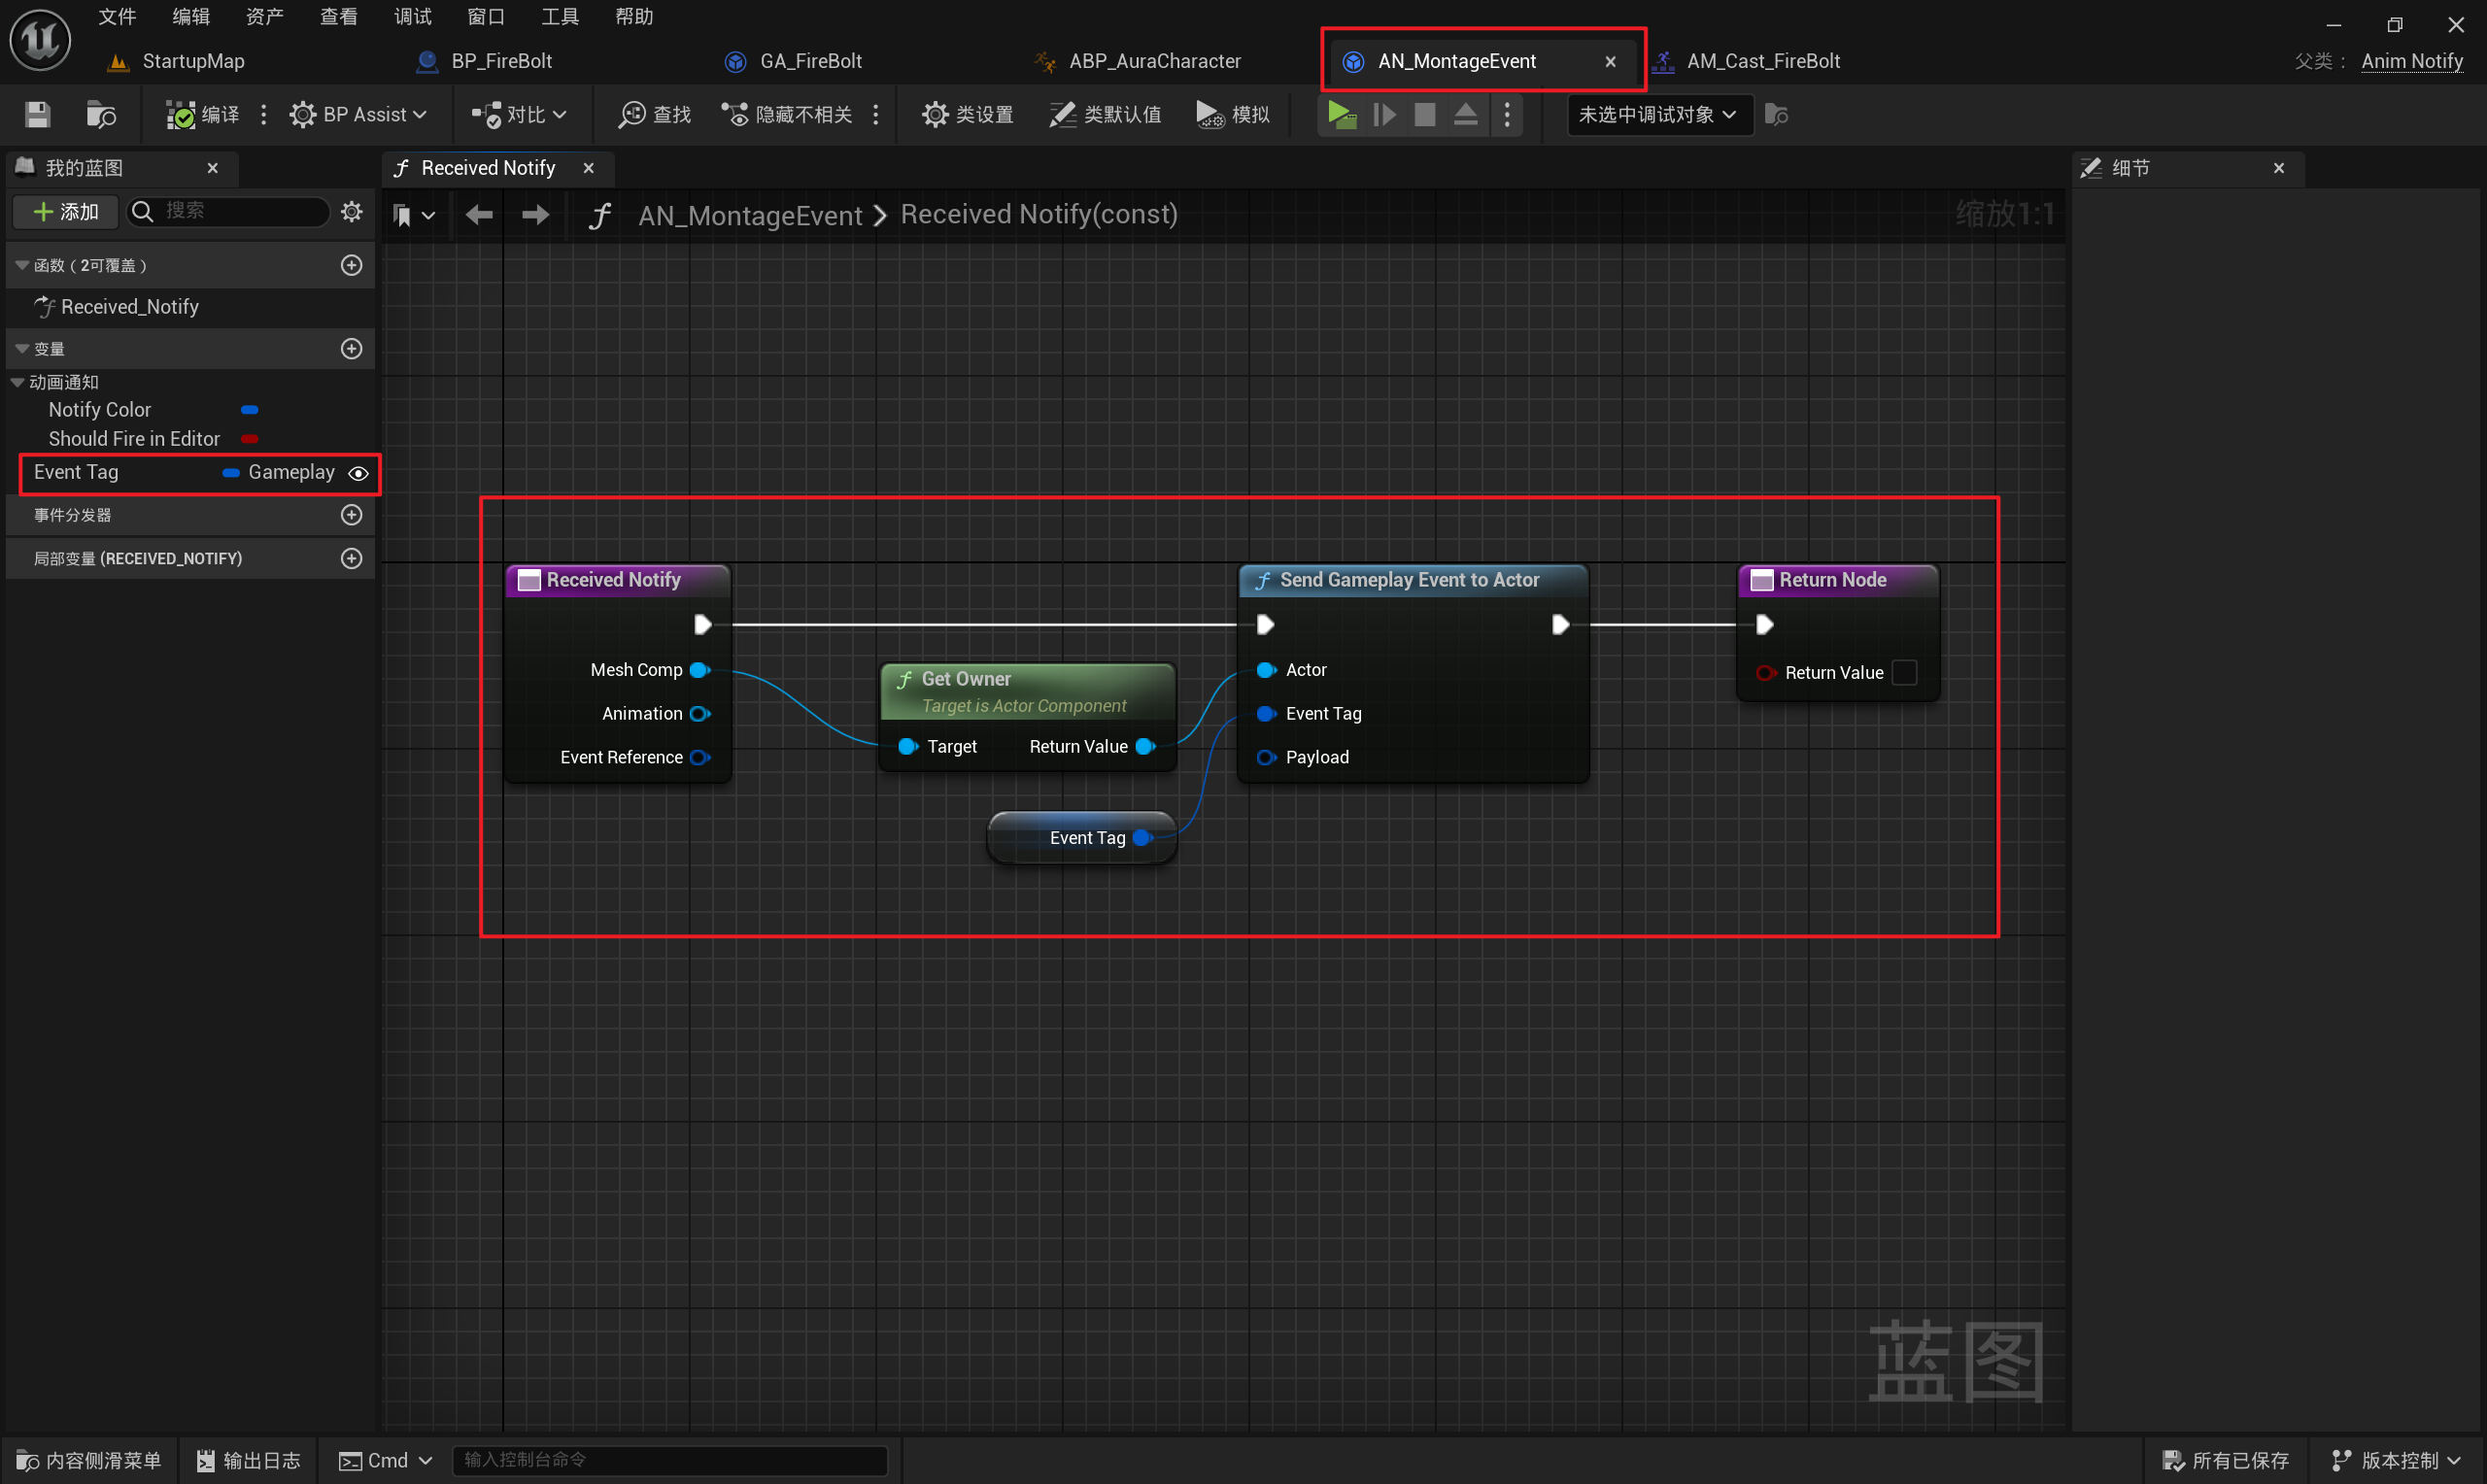 文件 编辑 资产 查看 调试 窗口 工具 帮助
StartupMap BP_FireBolt GA_FireBolt ABP_AuraCharacter AN_MontageEvent AM_Cast_FireBolt 父类： Anim Notify
编译 BP Assist 对比 查找 隐藏不相关 类设置 类默认值 模拟 未选中调试对象
我的蓝图 Received Notify 细节
添加 搜索 AN_MontageEvent Received Notify(const) 缩放1:1
函数（2可覆盖）
Received_Notify
变量
动画通知
Notify Color
Should Fire in Editor
Event Tag Gameplay
事件分发器
局部变量 (RECEIVED_NOTIFY)
Received Notify
Mesh Comp
Animation
Event Reference
Get Owner
Target is Actor Component
Target Return Value
Event Tag
Send Gameplay Event to Actor
Actor
Event Tag
Payload
Return Node
Return Value
蓝图
内容侧滑菜单 输出日志 Cmd 输入控制台命令 所有已保存 版本控制